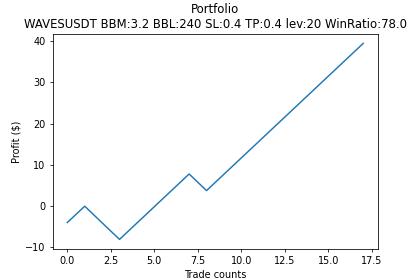 Portfolio
WAVESUSDT BBM:3.2 BBL:240 SL:0.4 TP:0.4 lev:20 WinRatio:78.0
40
30
20
10
0
−10
Profit ($)
0.0 2.5 5.0 7.5 10.0 12.5 15.0 17.5
Trade counts